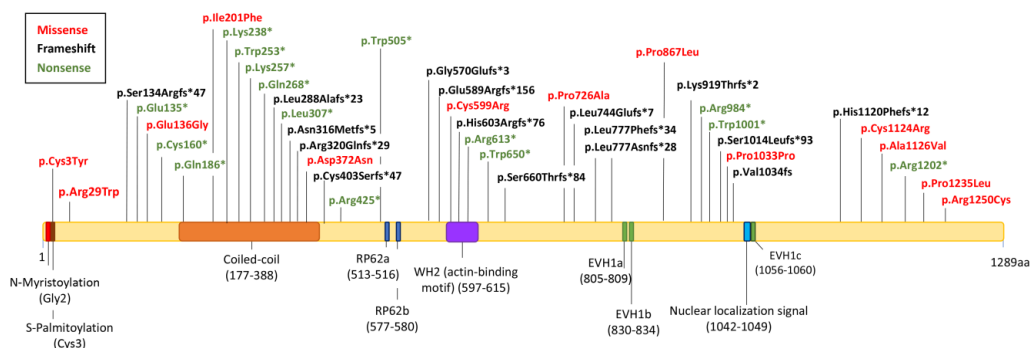 Missense
Frameshift
Nonsense
p.Cys3Tyr
p.Arg29Trp
p.Ser134Argfs*47
p.Glu135*
p.Glu136Gly
p.Cys160*
p.Gln186*
p.Ile201Phe
p.Lys238*
p.Trp253*
p.Lys257*
p.Gln268*
p.Leu288Alafs*23
p.Leu307*
p.Asn316Metfs*5
p.Arg320Glnfs*29
p.Asp372Asn
p.Cys403Serfs*47
p.Arg425*
p.Trp505*
p.Gly570Glufs*3
p.Glu589Argfs*156
p.Cys599Arg
p.His603Argfs*76
p.Arg613*
p.Trp650*
p.Ser660Thrfs*84
p.Pro726Ala
p.Leu744Glufs*7
p.Leu777Phefs*34
p.Leu777Asnfs*28
p.Pro867Leu
p.Lys919Thrfs*2
p.Arg984*
p.Trp1001*
p.Ser1014Leufs*93
p.Pro1033Pro
p.Val1034fs
p.His1120Phefs*12
p.Cys1124Arg
p.Ala1126Val
p.Arg1202*
p.Pro1235Leu
p.Arg1250Cys
1
1289aa
N-Myristoylation
(Gly2)
S-Palmitoylation
(Cys3)
Coiled-coil
(177-388)
RP62a
(513-516)
RP62b
(577-580)
WH2 (actin-binding
motif) (597-615)
EVH1a
(805-809)
EVH1b
(830-834)
Nuclear localization signal
(1042-1049)
EVH1c
(1056-1060)